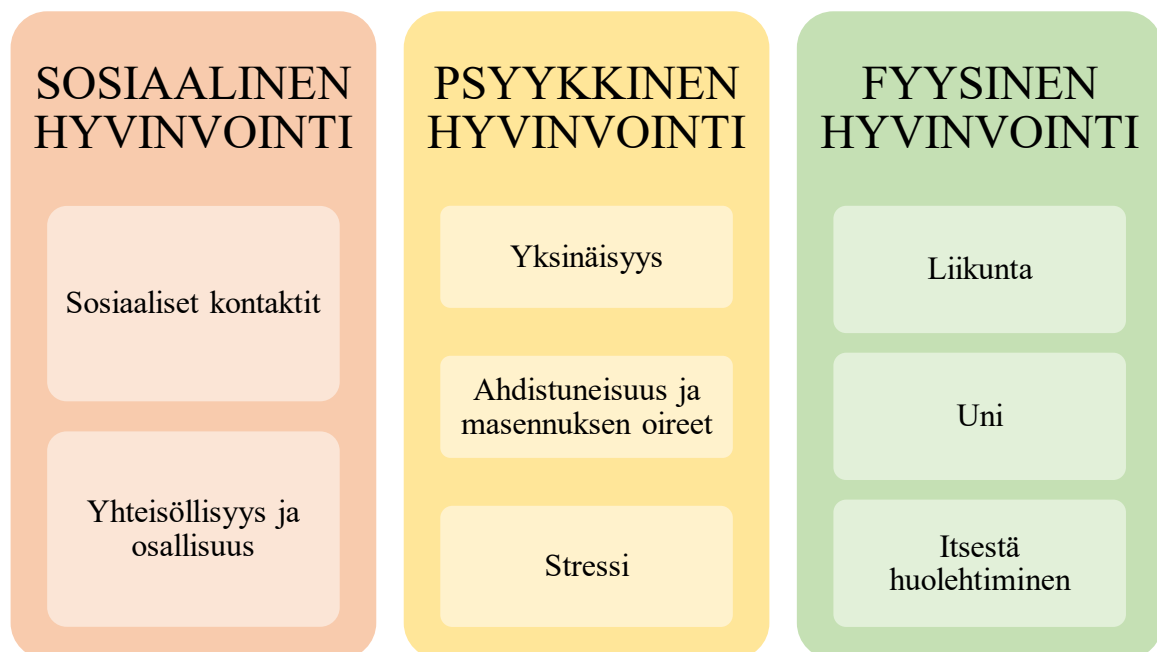 SOSIAALINEN
HYVINVOINTI
Sosiaaliset kontaktit
Yhteisöllisyys ja
osallisuus
PSYYKKINEN
HYVINVOINTI
Yksinäisyys
Ahdistuneisuus ja
masennuksen oireet
Stressi
FYYSINEN
HYVINVOINTI
Liikunta
Uni
Itsestä
huolehtiminen